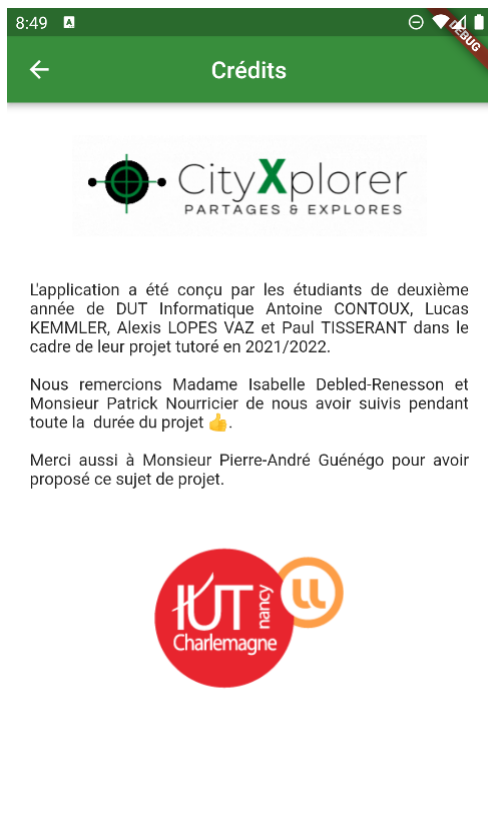 8:49
A
DEBUG
Crédits
CityXplorer
PARTAGES & EXPLORES
L'application a été conçu par les étudiants de deuxième
année de DUT Informatique Antoine CONTOUX, Lucas
KEMMLER, Alexis LOPES VAZ et Paul TISSERANT dans le
cadre de leur projet tutoré en 2021/2022.
Nous remercions Madame Isabelle Debled-Renesson et
Monsieur Patrick Nourricier de nous avoir suivis pendant
toute la durée du projet 👍.
Merci aussi à Monsieur Pierre-André Guénégo pour avoir
proposé ce sujet de projet.
IUT nancy
Charlemagne